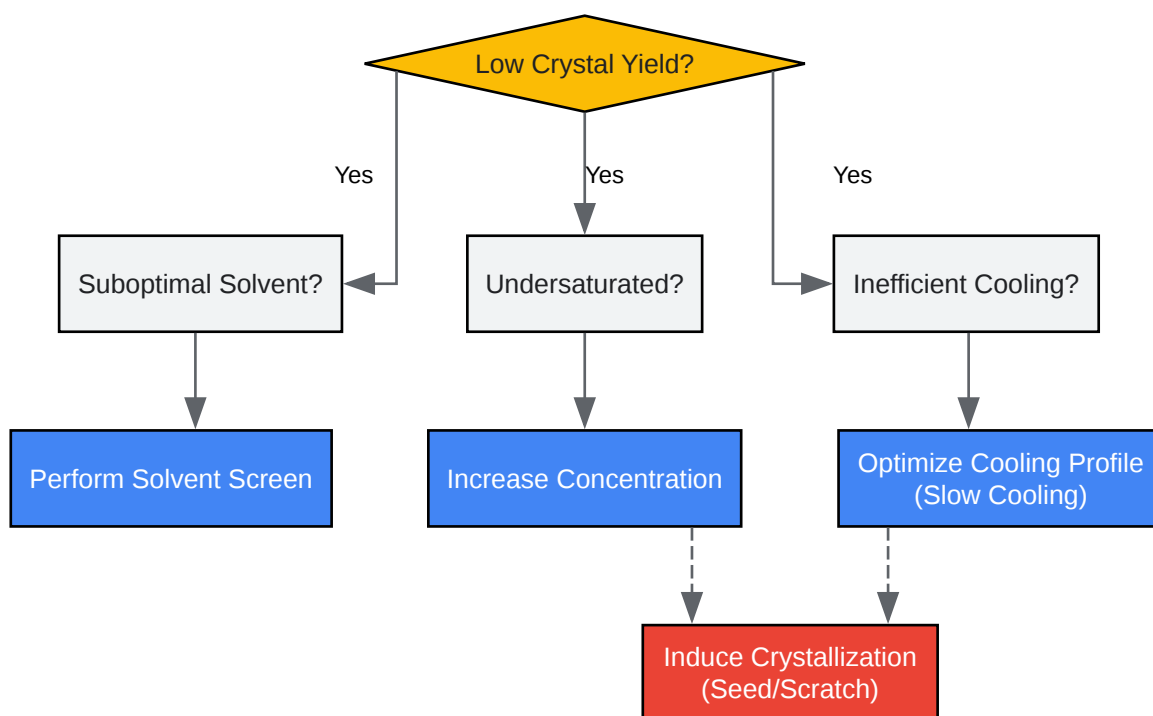 Low Crystal Yield?
Yes
Yes
Yes
Suboptimal Solvent?
Undersaturated?
Inefficient Cooling?
Perform Solvent Screen
Increase Concentration
Optimize Cooling Profile
(Slow Cooling)
Induce Crystallization
(Seed/Scratch)